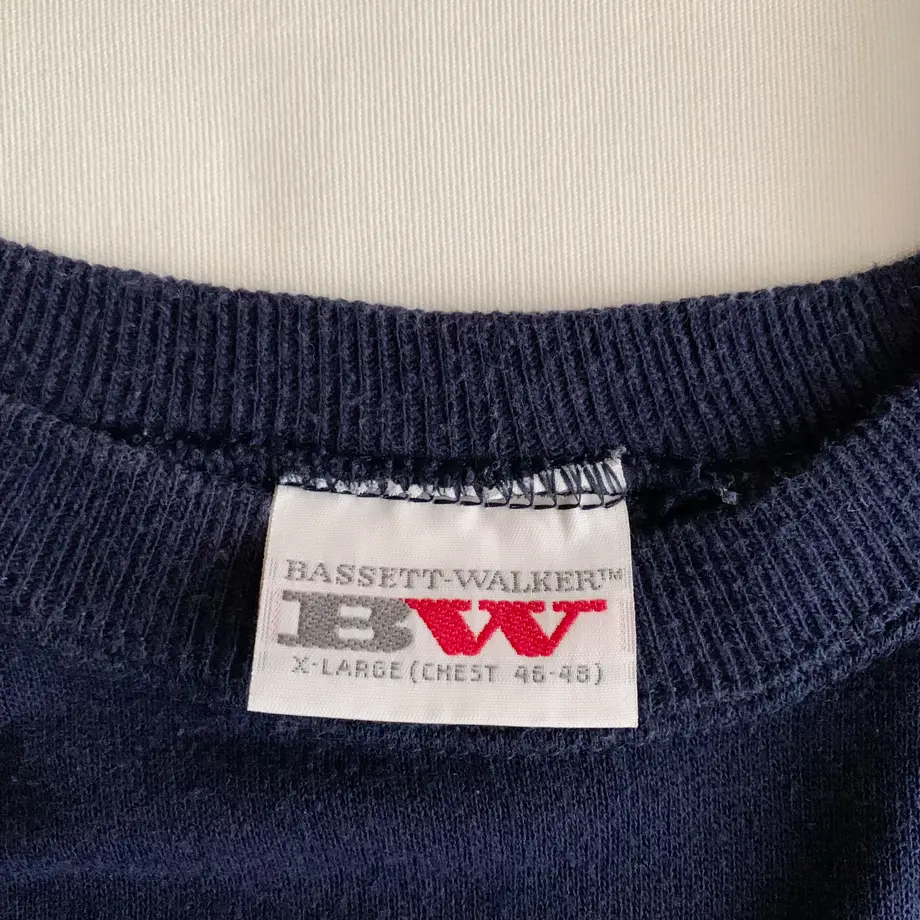 BASSETT-WALKER™
BW
X-LARGE (CHEST 46-48)